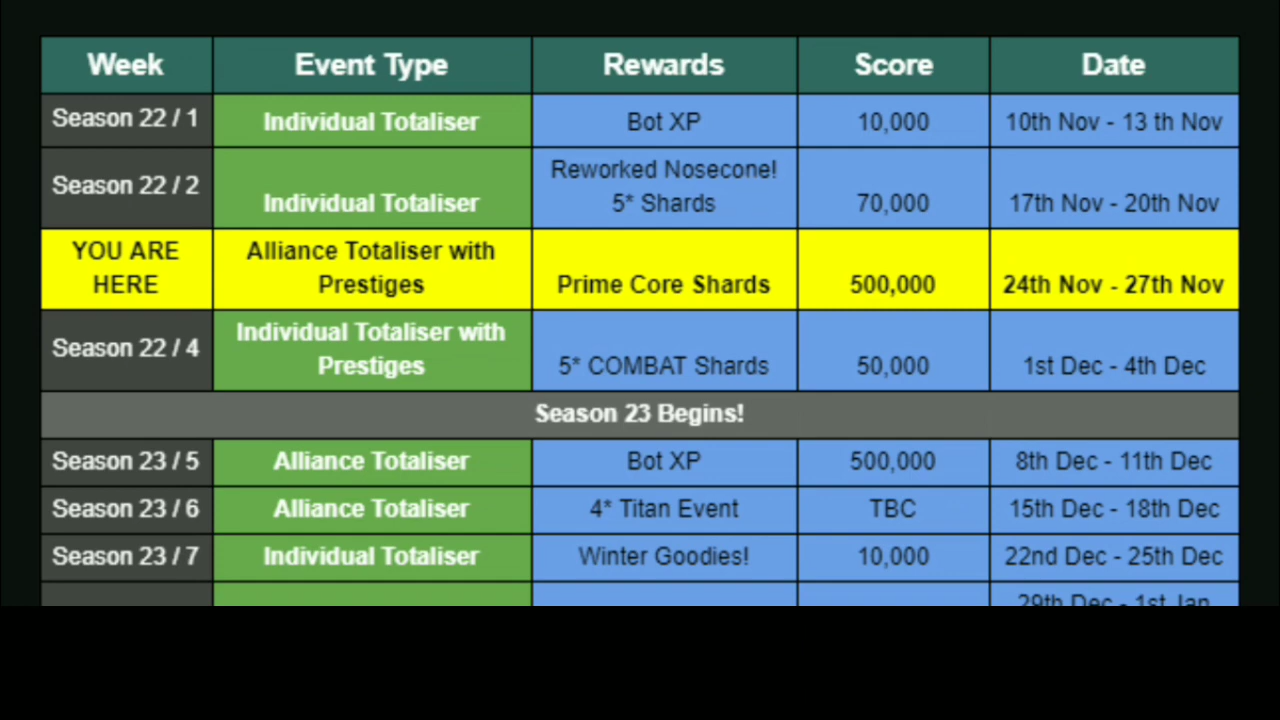 Week Event Type Rewards Score Date
Season 22 / 1 Individual Totaliser Bot XP 10,000 10th Nov - 13 th Nov
Season 22 / 2 Individual Totaliser Reworked Nosecone! 5* Shards 70,000 17th Nov - 20th Nov
YOU ARE HERE Alliance Totaliser with Prestiges Prime Core Shards 500,000 24th Nov - 27th Nov
Season 22 / 4 Individual Totaliser with Prestiges 5* COMBAT Shards 50,000 1st Dec - 4th Dec
Season 23 Begins!
Season 23 / 5 Alliance Totaliser Bot XP 500,000 8th Dec - 11th Dec
Season 23 / 6 Alliance Totaliser 4* Titan Event TBC 15th Dec - 18th Dec
Season 23 / 7 Individual Totaliser Winter Goodies! 10,000 22nd Dec - 25th Dec
29th Dec - 1st Jan